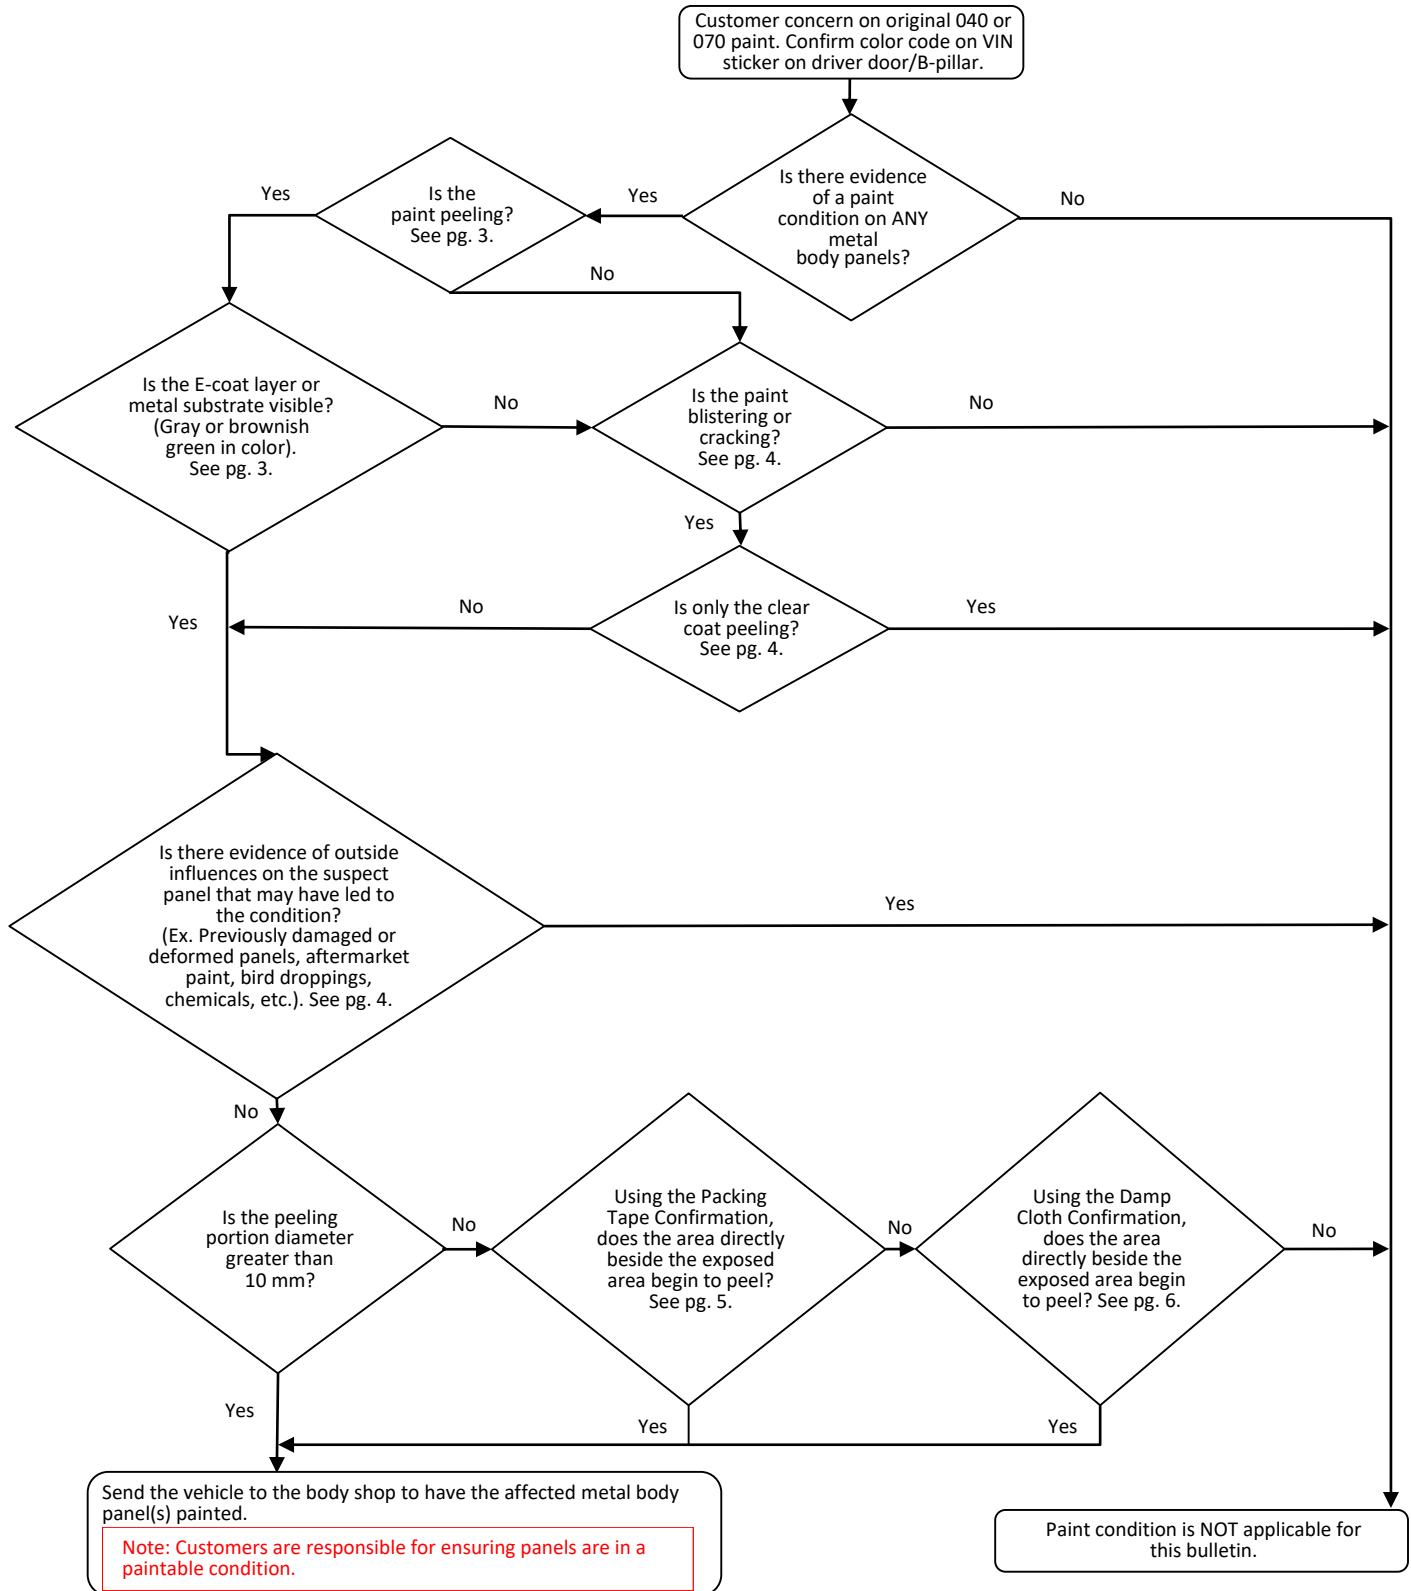 Customer concern on original 040 or
070 paint. Confirm color code on VIN
sticker on driver door/B-pillar.
Is there evidence
of a paint
condition on ANY
metal
body panels?
Yes
No
Is the
paint peeling?
See pg. 3.
Yes
No
Is the E-coat layer or
metal substrate visible?
(Gray or brownish
green in color).
See pg. 3.
No
Yes
Is the paint
blistering or
cracking?
See pg. 4.
No
Yes
Is only the clear
coat peeling?
See pg. 4.
No
Yes
Is there evidence of outside
influences on the suspect
panel that may have led to
the condition?
(Ex. Previously damaged or
deformed panels, aftermarket
paint, bird droppings,
chemicals, etc.). See pg. 4.
Yes
No
Is the peeling
portion diameter
greater than
10 mm?
No
Yes
Using the Packing
Tape Confirmation,
does the area directly
beside the exposed
area begin to peel?
See pg. 5.
No
Yes
Using the Damp
Cloth Confirmation,
does the area
directly beside the
exposed area begin
to peel? See pg. 6.
No
Yes
Send the vehicle to the body shop to have the affected metal body
panel(s) painted.
Note: Customers are responsible for ensuring panels are in a
paintable condition.
Paint condition is NOT applicable for
this bulletin.